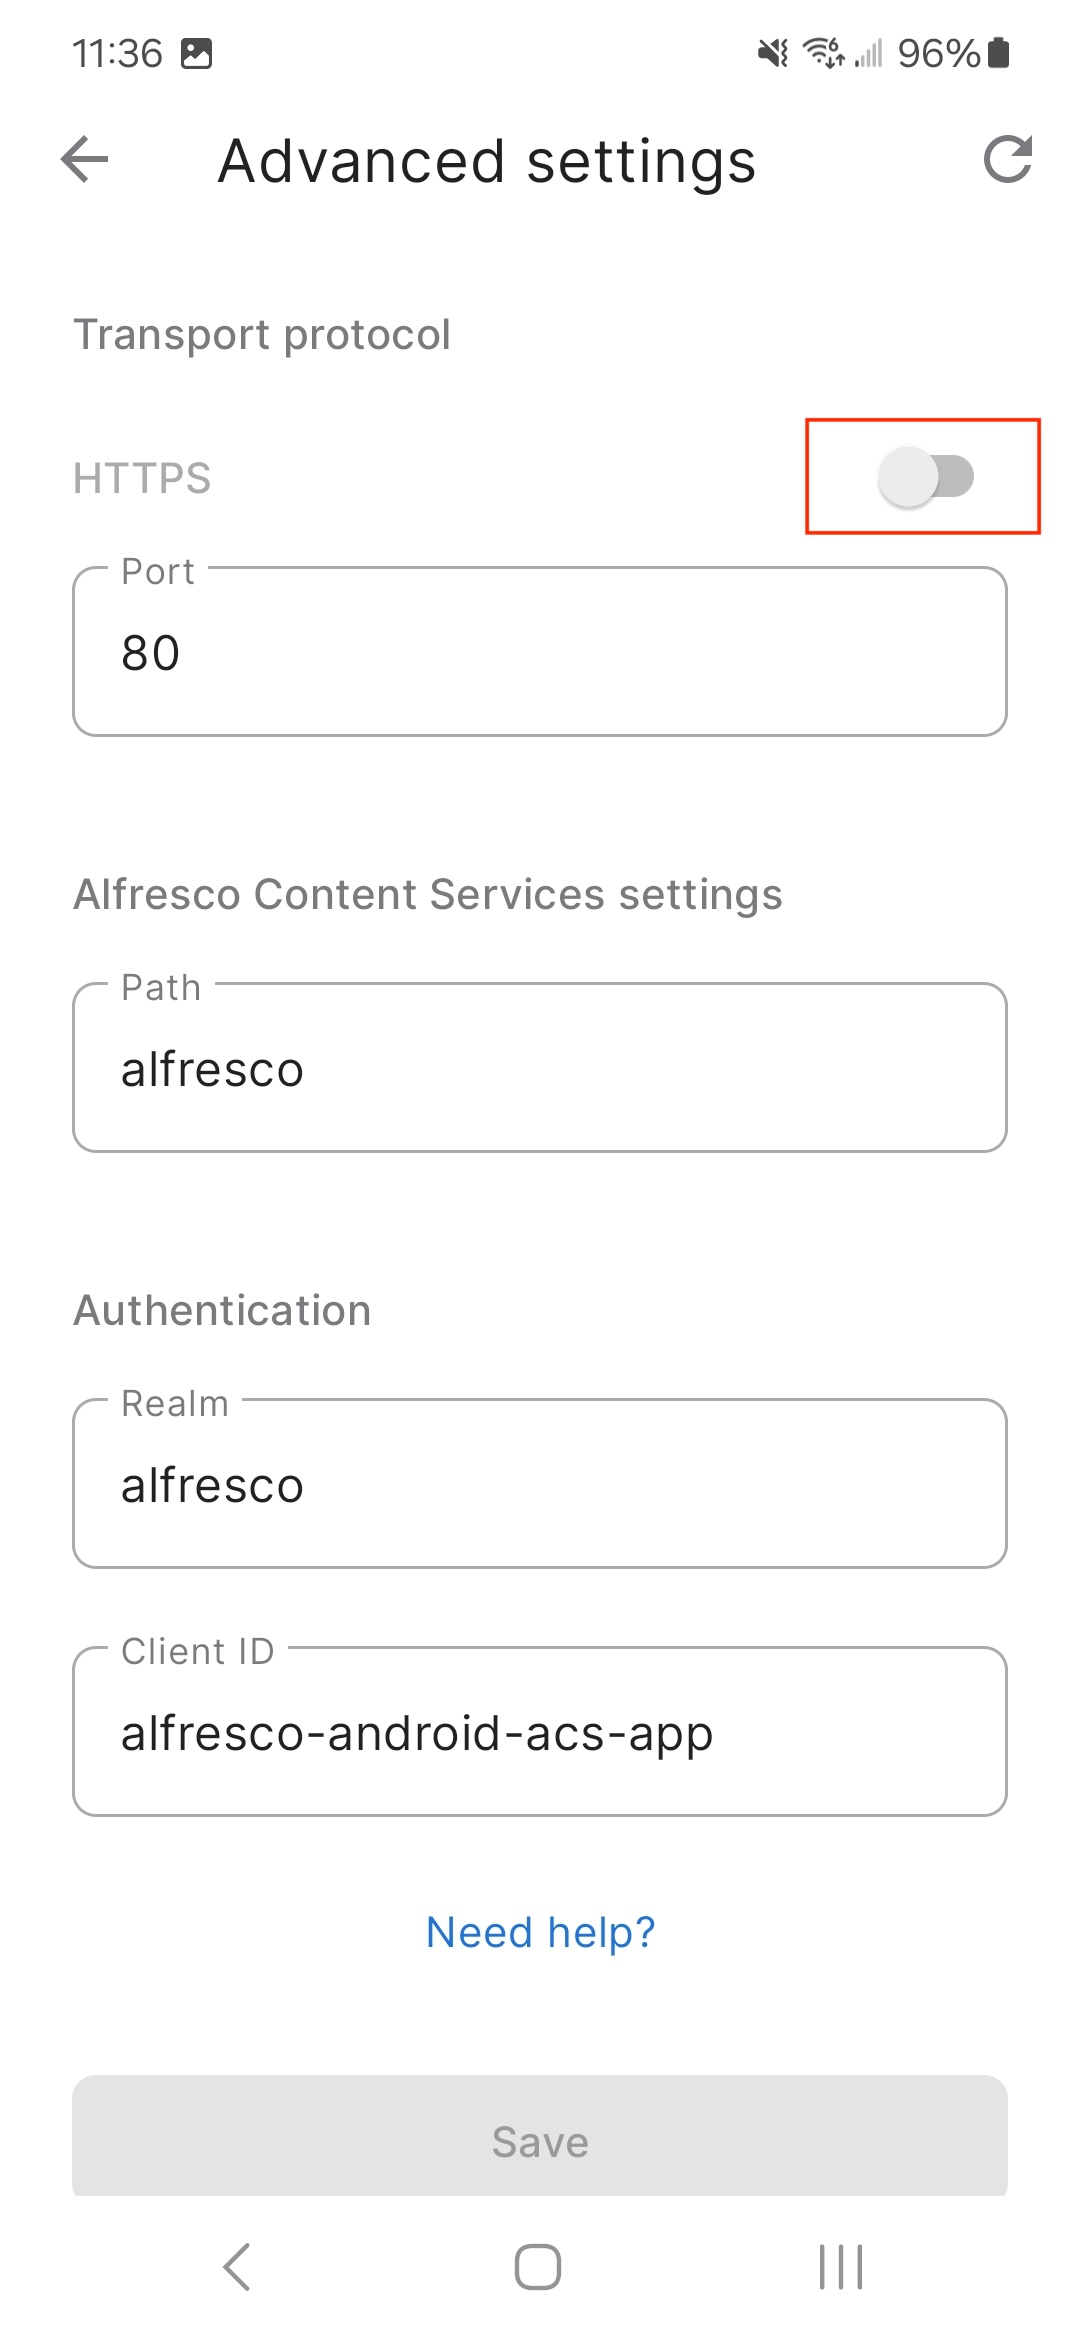 11:36
96%
Advanced settings
Transport protocol
HTTPS
Port
80
Alfresco Content Services settings
Path
alfresco
Authentication
Realm
alfresco
Client ID
alfresco-android-acs-app
Need help?
Save